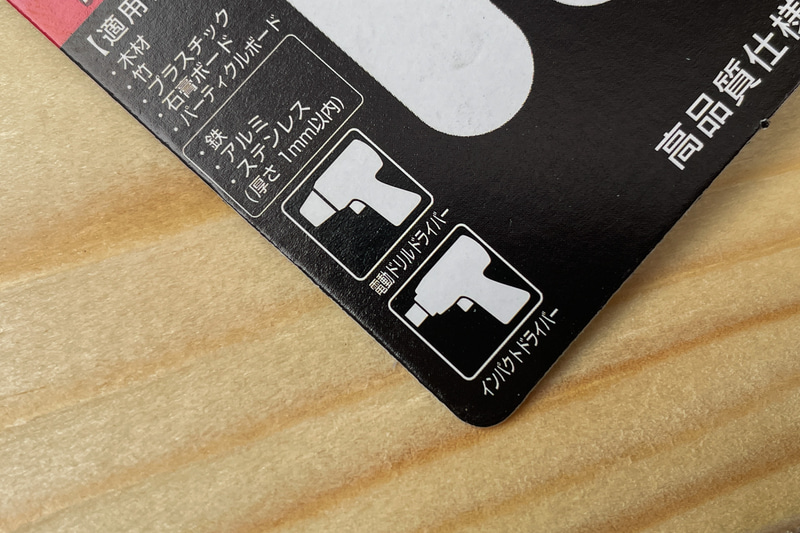 【適用
・木材
・竹
・プラスチック
・石膏ボード
・パーティクルボード
・鉄
・アルミ
・ステンレス
(厚さ1mm以内)
電動ドリルドライバー
インパクトドライバー
高品質仕様